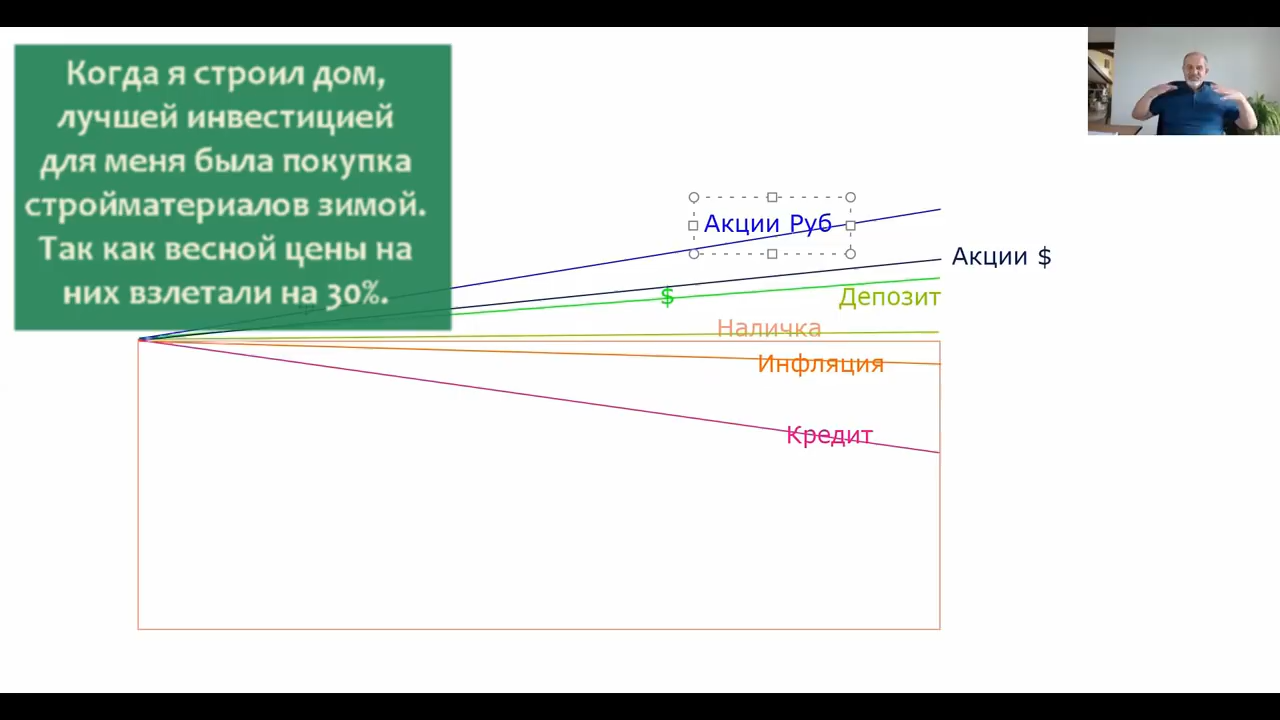 Когда я строил дом,
лучшей инвестицией
для меня была покупка
стройматериалов зимой.
Так как весной цены на
них взлетали на 30%.
Акции Руб
Акции $
$
Депозит
Наличка
Инфляция
Кредит